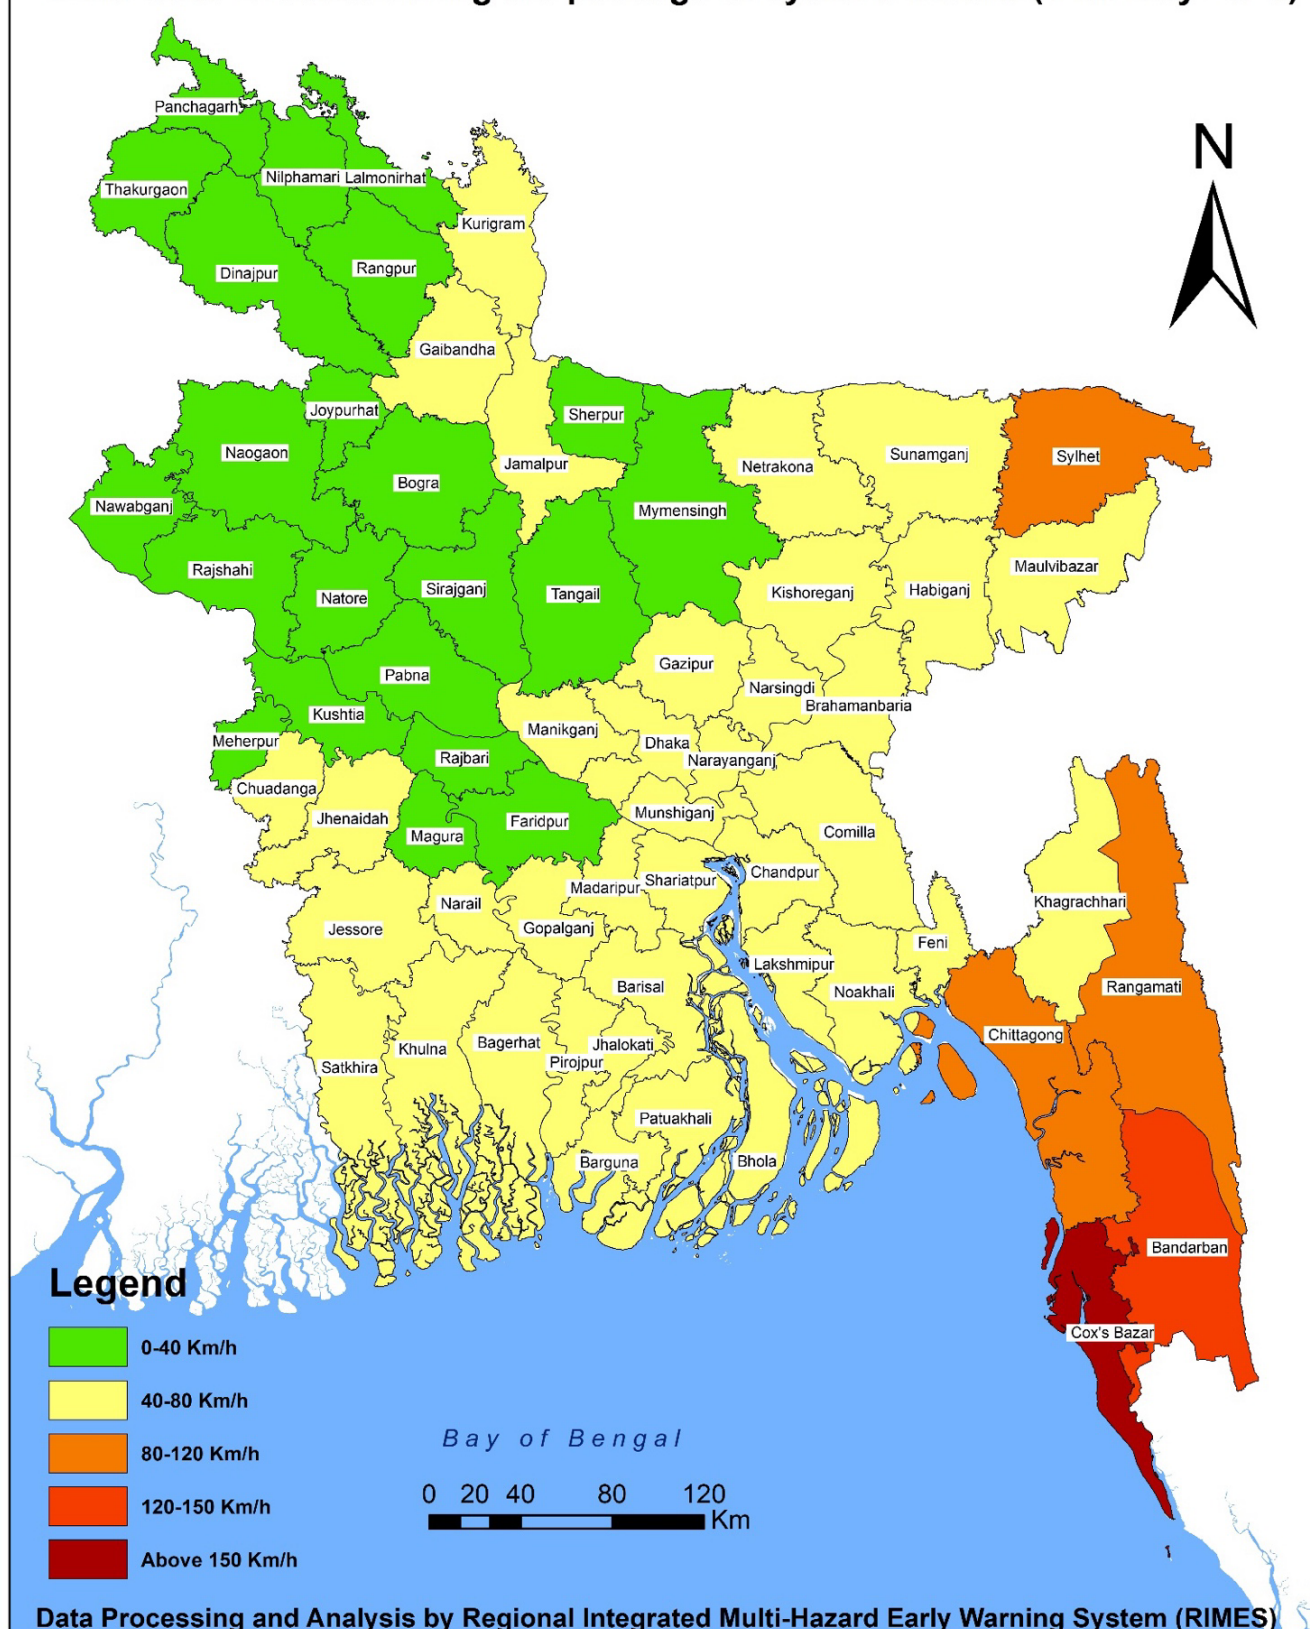 N
Panchagarh
Nilphamari
Lalmonirhat
Thakurgaon
Kurigram
Dinajpur
Rangpur
Gaibandha
Joypurhat
Sherpur
Naogaon
Jamalpur
Netrakona
Sunamganj
Sylhet
Bogra
Nawabganj
Mymensingh
Rajshahi
Natore
Sirajganj
Tangail
Kishoreganj
Habiganj
Maulvibazar
Pabna
Gazipur
Narsingdi
Brahamanbaria
Kushtia
Manikganj
Meherpur
Rajbari
Dhaka
Narayanganj
Chuadanga
Jhenaidah
Magura
Faridpur
Munshiganj
Comilla
Madaripur
Shariatpur
Chandpur
Khagrachhari
Narail
Jessore
Gopalganj
Feni
Lakshmipur
Barisal
Noakhali
Rangamati
Chittagong
Satkhira
Khulna
Bagerhat
Jhalokati
Pirojpur
Patuakhali
Barguna
Bhola
Bandarban
Cox's Bazar
Legend
0-40 Km/h
40-80 Km/h
80-120 Km/h
120-150 Km/h
Above 150 Km/h
Bay of Bengal
0 20 40 80 120
Km
Data Processing and Analysis by Regional Integrated Multi-Hazard Early Warning System (RIMES)